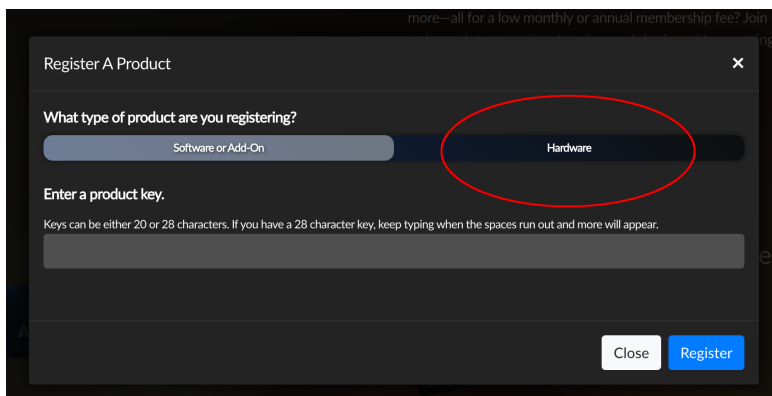 more—all for a low monthly or annual membership fee? Join
Register A Product
×
What type of product are you registering?
Software or Add-On
Hardware
Enter a product key.
Keys can be either 20 or 28 characters. If you have a 28 character key, keep typing when the spaces run out and more will appear.
Close
Register